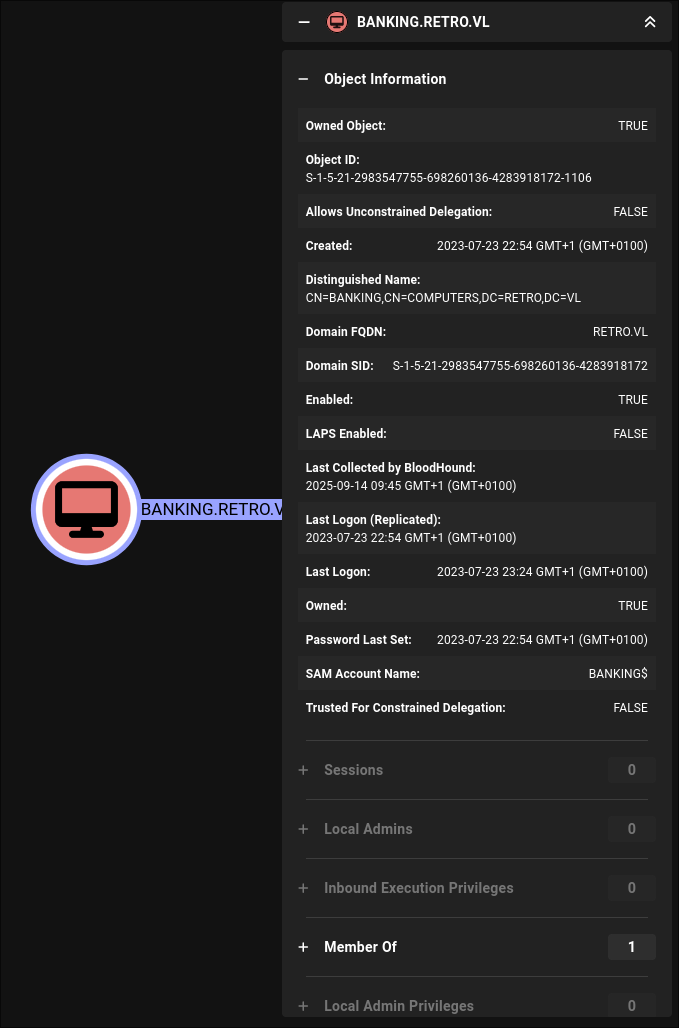 BANKING.RETRO.VL
Object Information
Owned Object: TRUE
Object ID:
S-1-5-21-2983547755-698260136-4283918172-1106
Allows Unconstrained Delegation: FALSE
Created: 2023-07-23 22:54 GMT+1 (GMT+0100)
Distinguished Name:
CN=BANKING,CN=COMPUTERS,DC=RETRO,DC=VL
Domain FQDN: RETRO.VL
Domain SID: S-1-5-21-2983547755-698260136-4283918172
Enabled: TRUE
LAPS Enabled: FALSE
Last Collected by BloodHound:
2025-09-14 09:45 GMT+1 (GMT+0100)
BANKING.RETRO.V
Last Logon (Replicated):
2023-07-23 22:54 GMT+1 (GMT+0100)
Last Logon: 2023-07-23 23:24 GMT+1 (GMT+0100)
Owned: TRUE
Password Last Set: 2023-07-23 22:54 GMT+1 (GMT+0100)
SAM Account Name: BANKING$
Trusted For Constrained Delegation: FALSE
+ Sessions 0
+ Local Admins 0
+ Inbound Execution Privileges 0
+ Member Of 1
+ Local Admin Privileges 0